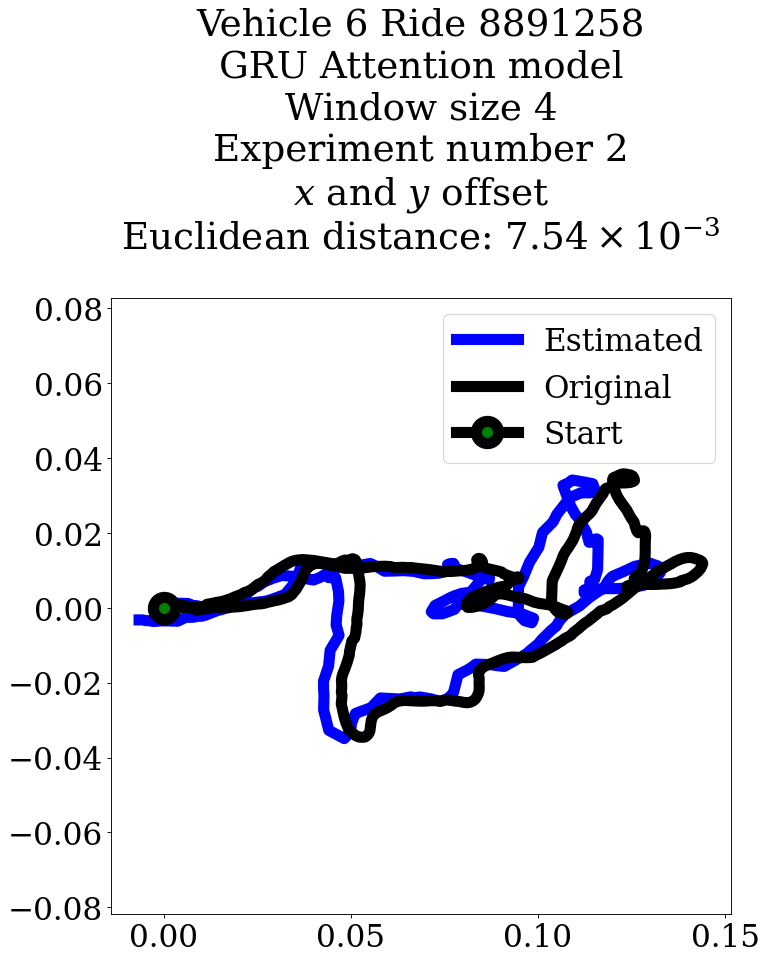 Vehicle 6 Ride 8891258
GRU Attention model
Window size 4
Experiment number 2
x and y offset
Euclidean distance: 7.54 × 10⁻³
Estimated
Original
Start
0.08
0.06
0.04
0.02
0.00
−0.02
−0.04
−0.06
−0.08
0.00 0.05 0.10 0.15